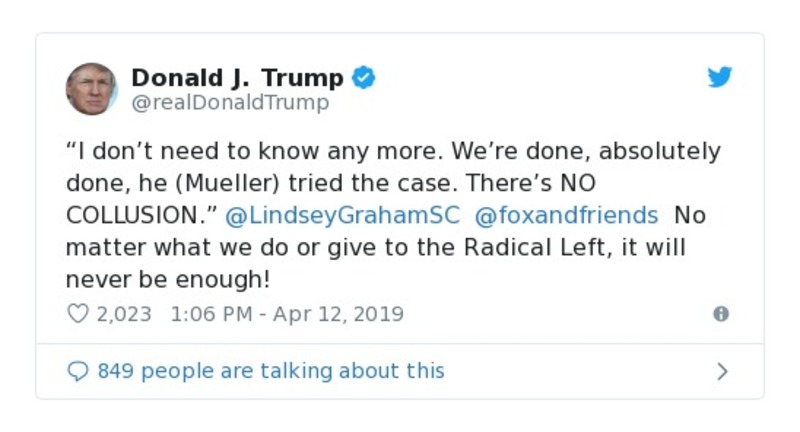 Donald J. Trump
@realDonaldTrump
“I don’t need to know any more. We’re done, absolutely
done, he (Mueller) tried the case. There’s NO
COLLUSION.” @LindseyGrahamSC @foxandfriends No
matter what we do or give to the Radical Left, it will
never be enough!
2,023 1:06 PM - Apr 12, 2019
849 people are talking about this